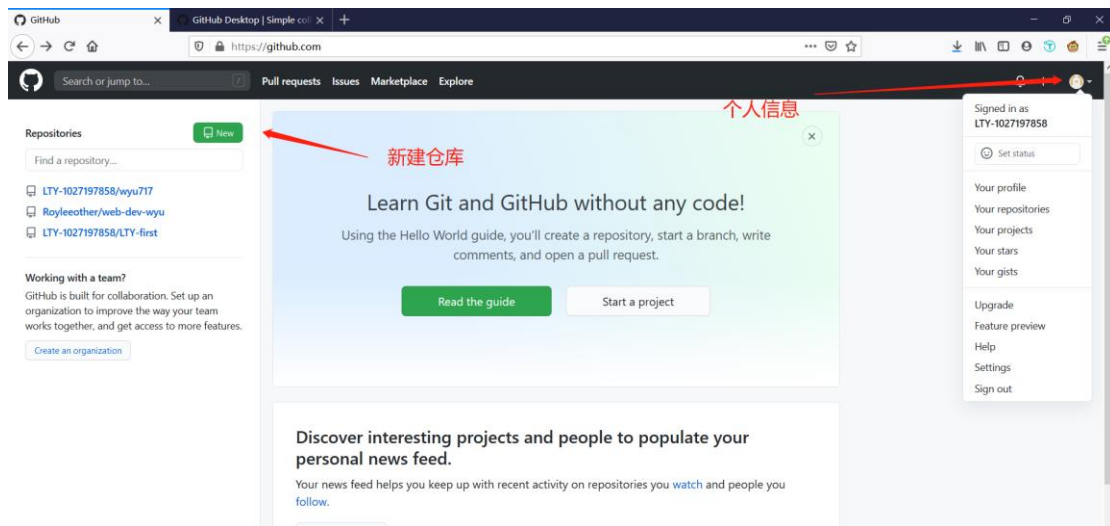 GitHub
GitHub Desktop | Simple coll
https://github.com
Search or jump to...
/
Pull requests Issues Marketplace Explore
个人信息
Signed in as
LTY-1027197858
Set status
Your profile
Your repositories
Your projects
Your stars
Your gists
Upgrade
Feature preview
Help
Settings
Sign out
Repositories
New
新建仓库
Find a repository...
LTY-1027197858/wyu717
Royleeother/web-dev-wyu
LTY-1027197858/LTY-first
Working with a team?
GitHub is built for collaboration. Set up an
organization to improve the way your team
works together, and get access to more features.
Create an organization
Learn Git and GitHub without any code!
Using the Hello World guide, you’ll create a repository, start a branch, write
comments, and open a pull request.
Read the guide
Start a project
Discover interesting projects and people to populate your
personal news feed.
Your news feed helps you keep up with recent activity on repositories you watch and people you
follow.